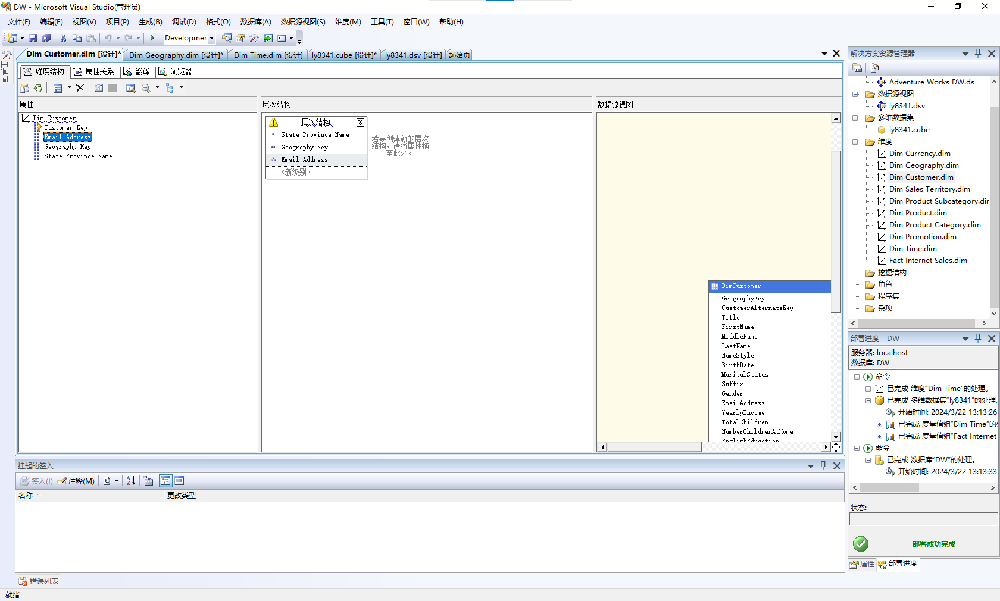 DW - Microsoft Visual Studio(管理员)
文件(F) 编辑(E) 视图(V) 项目(P) 生成(B) 调试(D) 格式(O) 数据库(A) 数据源视图(S) 维度(M) 工具(T) 窗口(W) 帮助(H)
Developmer
工具箱
Dim Customer.dim [设计]* Dim Geography.dim [设计]* Dim Time.dim [设计] ly8341.cube [设计]* ly8341.dsv [设计] 起始页
维度结构 属性关系 翻译 浏览器
属性
Dim Customer
Customer Key
Email Address
Geography Key
State Province Name
层次结构
层次结构
State Province Name
Geography Key
Email Address
<新级别>
若要创建新的层次
结构，请将属性拖
至此处。
数据源视图
DimCustomer
GeographyKey
CustomerAlternateKey
Title
FirstName
MiddleName
LastName
NameStyle
BirthDate
MaritalStatus
Suffix
Gender
EmailAddress
YearlyIncome
TotalChildren
NumberChildrenAtHome
EnglishEducation
解决方案资源管理器
Adventure Works DW.ds
数据源视图
ly8341.dsv
多维数据集
ly8341.cube
维度
Dim Currency.dim
Dim Geography.dim
Dim Customer.dim
Dim Sales Territory.dim
Dim Product Subcategory.dir
Dim Product.dim
Dim Product Category.dim
Dim Promotion.dim
Dim Time.dim
Fact Internet Sales.dim
挖掘结构
角色
程序集
杂项
部署进度 - DW
服务器: localhost
数据库: DW
命令
已完成 维度"Dim Time"的处理。
已完成 多维数据集"ly8341"的处理。
开始时间: 2024/3/22 13:13:26
已完成 度量值组"Dim Time"的
已完成 度量值组"Fact Internet
命令
已完成 数据库"DW"的处理。
开始时间: 2024/3/22 13:13:33
状态:
部署成功完成
属性 部署进度
挂起的签入
签入(I) 注释(M)
名称 更改类型
错误列表
就绪